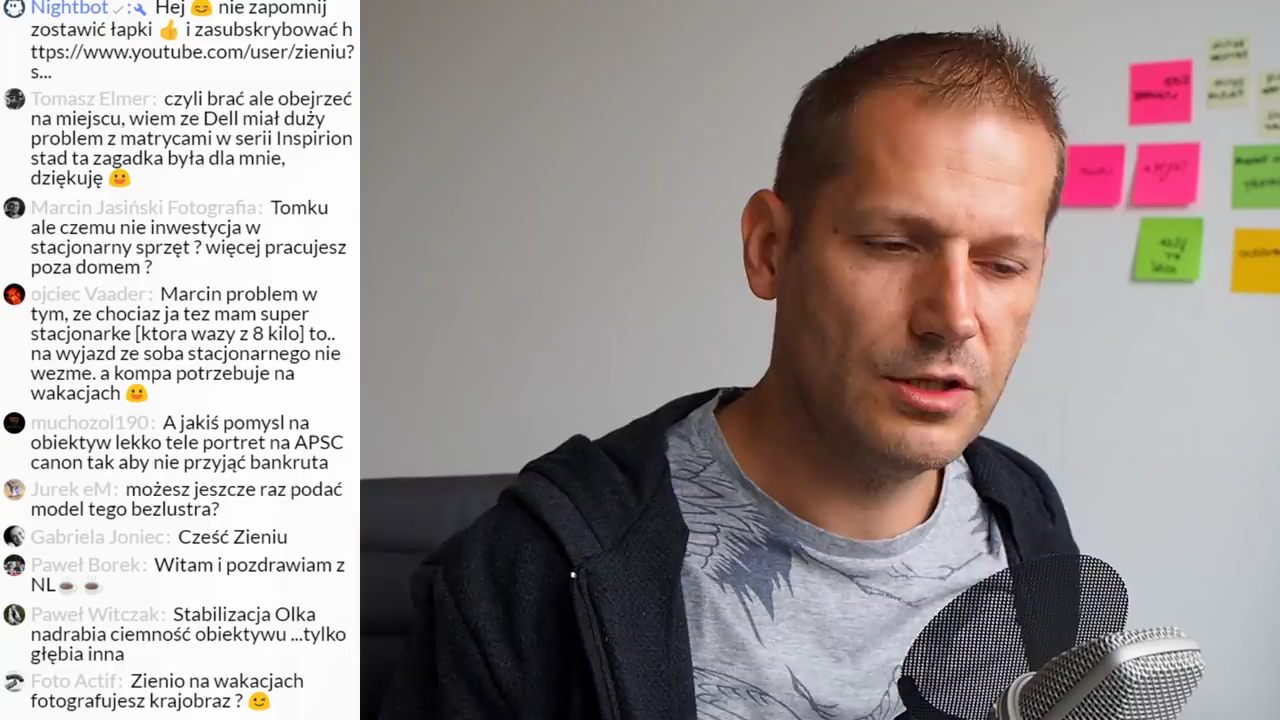 Nightbot ✓:🔧 Hej 😊 nie zapomnij
zostawić łapki 👍 i zasubskrybować h
ttps://www.youtube.com/user/zieniu?
s...
Tomasz Elmer: czyli brać ale obejrzeć
na miejscu, wiem ze Dell miał duży
problem z matrycami w serii Inspirion
stad ta zagadka była dla mnie,
dziękuję 😀
Marcin Jasiński Fotografia: Tomku
ale czemu nie inwestycja w
stacjonarny sprzęt ? więcej pracujesz
poza domem ?
ojciec Vaader: Marcin problem w
tym, ze chociaz ja tez mam super
stacjonarke [ktora wazy z 8 kilo] to..
na wyjazd ze soba stacjonarnego nie
wezme. a kompa potrzebuje na
wakacjach 😀
muchozol190: A jakiś pomysl na
obiektyw lekko tele portret na APSC
canon tak aby nie przyjąć bankruta
Jurek eM: możesz jeszcze raz podać
model tego bezlustra?
Gabriela Joniec: Cześć Zieniu
Paweł Borek: Witam i pozdrawiam z
NL☕ ☕
Paweł Witczak: Stabilizacja Olka
nadrabia ciemność obiektywu ...tylko
głębia inna
Foto Actif: Zienio na wakacjach
fotografujesz krajobraz ? 😉